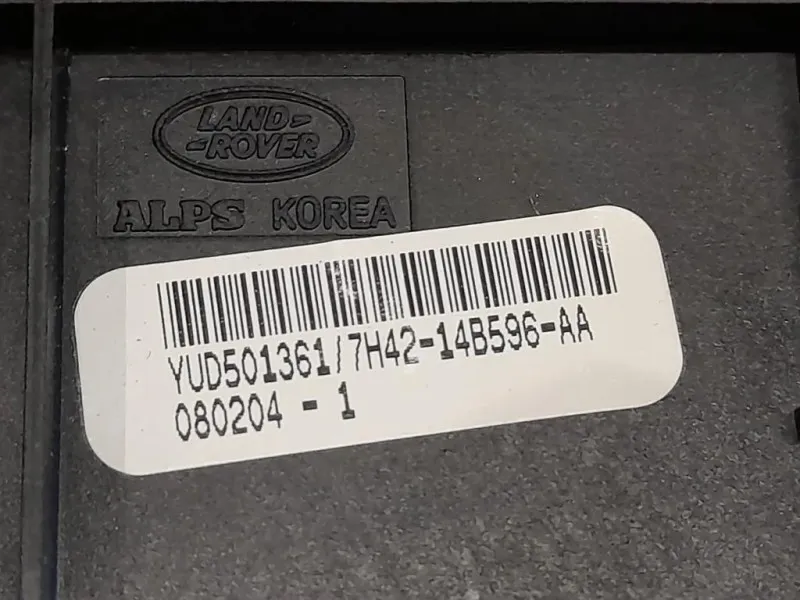 LAND-
-ROVER
ALPS KOREA
YUD501361/7H42-14B596-AA
080204 - 1